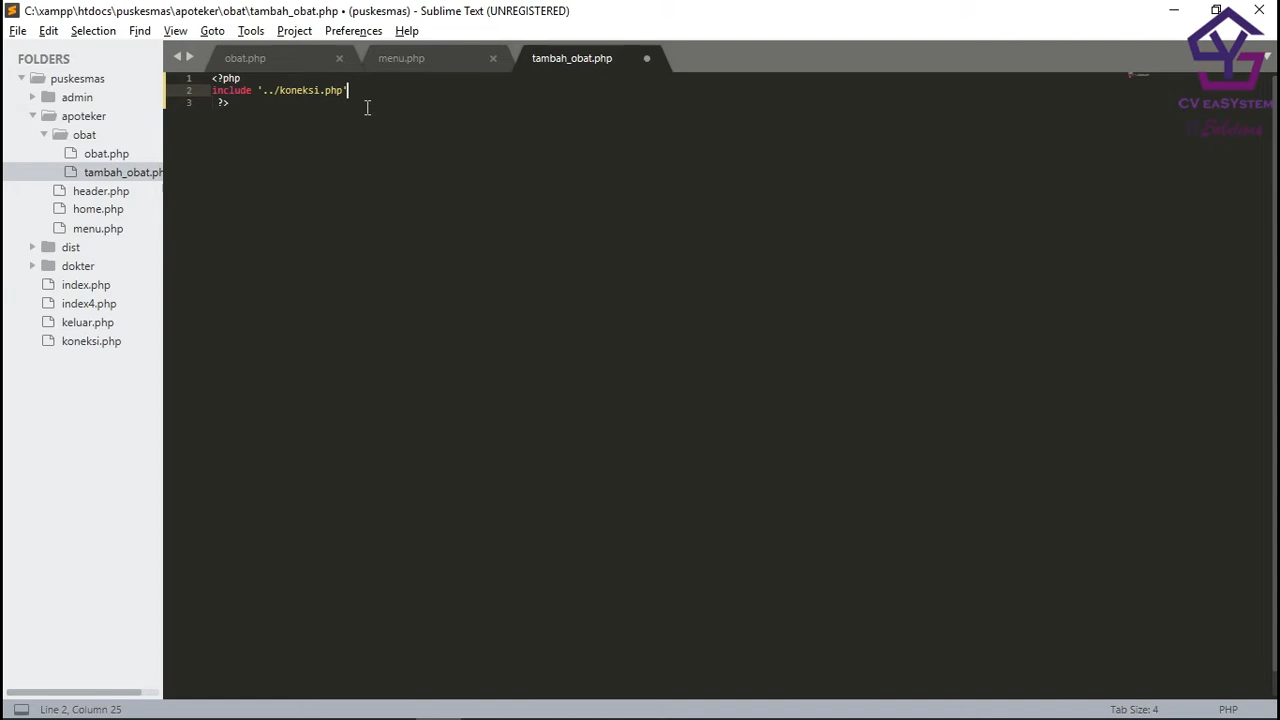 C:\xampp\htdocs\puskesmas\apoteker\obat\tambah_obat.php • (puskesmas) - Sublime Text (UNREGISTERED)
File Edit Selection View Find Goto Tools Project Preferences Help
FOLDERS
puskesmas
admin
apoteker
obat
obat.php
tambah_obat.ph
header.php
home.php
menu.php
dist
dokter
index.php
index4.php
keluar.php
koneksi.php
obat.php menu.php tambah_obat.php
1 <?php
2 include '../koneksi.php'
3 ?>
CV eaSYstem
IT Solutions
Line 2, Column 25 Tab Size: 4 PHP